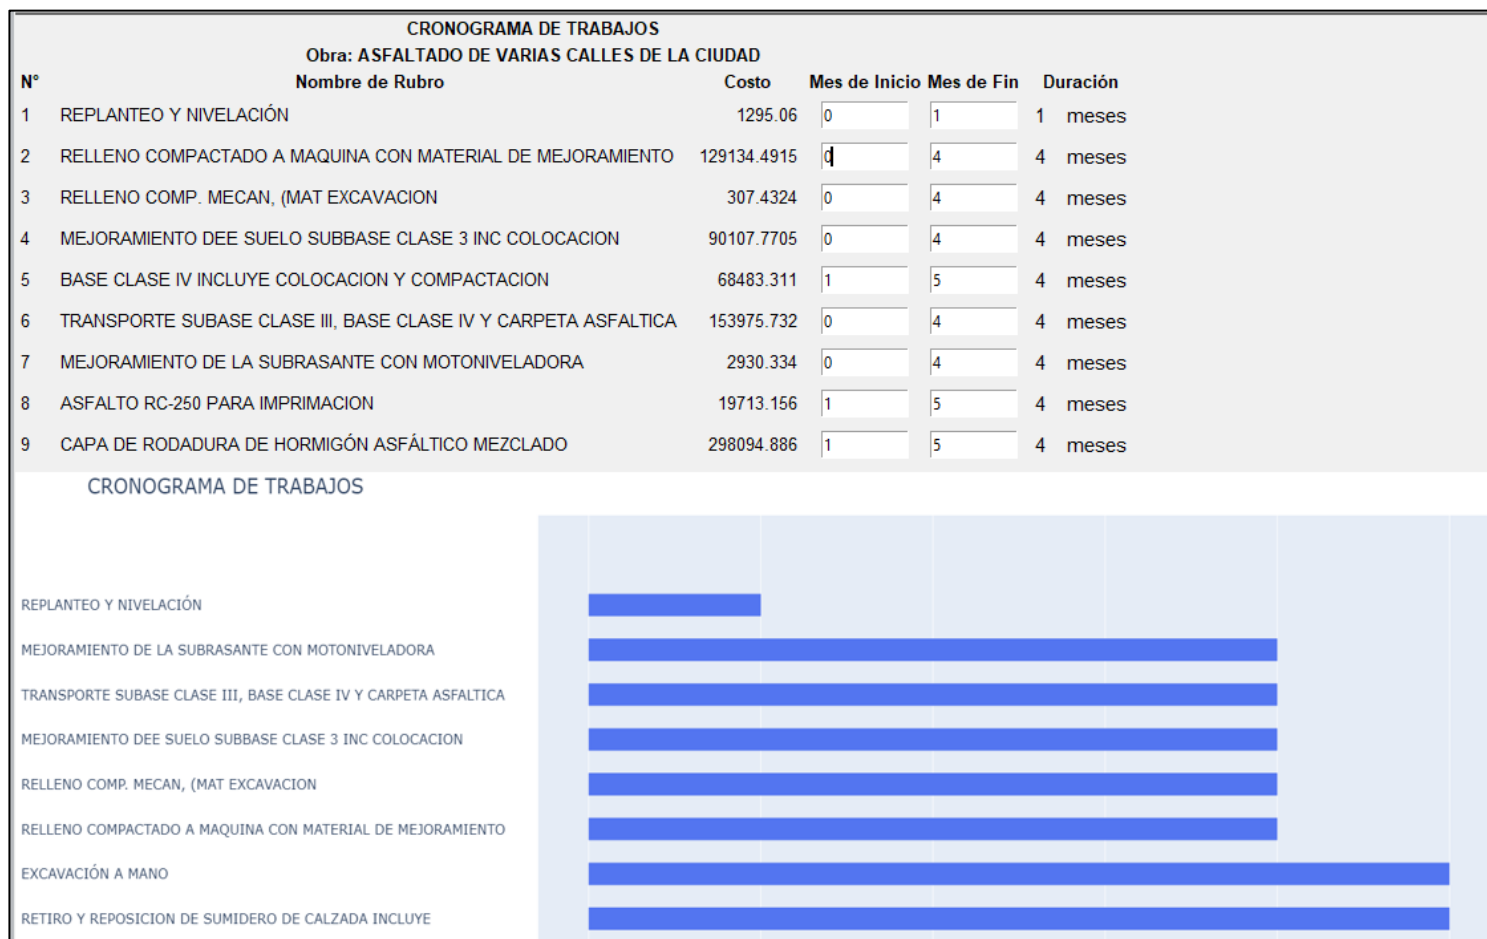 CRONOGRAMA DE TRABAJOS
Obra: ASFALTADO DE VARIAS CALLES DE LA CIUDAD
N° Nombre de Rubro Costo Mes de Inicio Mes de Fin Duración
1 REPLANTEO Y NIVELACIÓN 1295.06 0 1 1 meses
2 RELLENO COMPACTADO A MAQUINA CON MATERIAL DE MEJORAMIENTO 129134.4915 0 4 4 meses
3 RELLENO COMP. MECAN, (MAT EXCAVACION 307.4324 0 4 4 meses
4 MEJORAMIENTO DEE SUELO SUBBASE CLASE 3 INC COLOCACION 90107.7705 0 4 4 meses
5 BASE CLASE IV INCLUYE COLOCACION Y COMPACTACION 68483.311 1 5 4 meses
6 TRANSPORTE SUBASE CLASE III, BASE CLASE IV Y CARPETA ASFALTICA 153975.732 0 4 4 meses
7 MEJORAMIENTO DE LA SUBRASANTE CON MOTONIVELADORA 2930.334 0 4 4 meses
8 ASFALTO RC-250 PARA IMPRIMACION 19713.156 1 5 4 meses
9 CAPA DE RODADURA DE HORMIGÓN ASFÁLTICO MEZCLADO 298094.886 1 5 4 meses
CRONOGRAMA DE TRABAJOS
REPLANTEO Y NIVELACIÓN
MEJORAMIENTO DE LA SUBRASANTE CON MOTONIVELADORA
TRANSPORTE SUBASE CLASE III, BASE CLASE IV Y CARPETA ASFALTICA
MEJORAMIENTO DEE SUELO SUBBASE CLASE 3 INC COLOCACION
RELLENO COMP. MECAN, (MAT EXCAVACION
RELLENO COMPACTADO A MAQUINA CON MATERIAL DE MEJORAMIENTO
EXCAVACIÓN A MANO
RETIRO Y REPOSICION DE SUMIDERO DE CALZADA INCLUYE